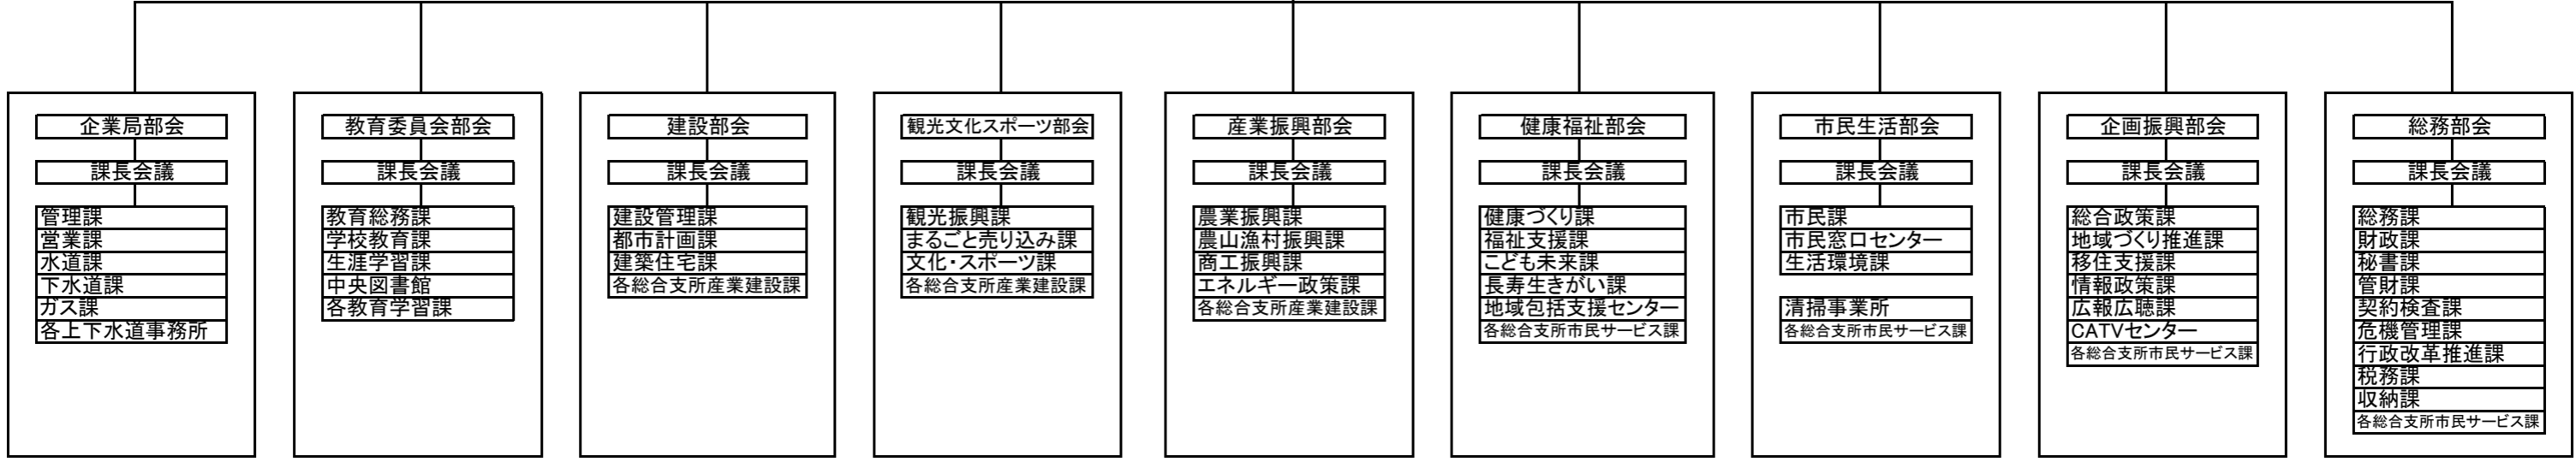 企業局部会
課長会議
管理課
営業課
水道課
下水道課
ガス課
各上下水道事務所
教育委員会部会
課長会議
教育総務課
学校教育課
生涯学習課
中央図書館
各教育学習課
建設部会
課長会議
建設管理課
都市計画課
建築住宅課
各総合支所産業建設課
観光文化スポーツ部会
課長会議
観光振興課
まるごと売り込み課
文化・スポーツ課
各総合支所産業建設課
産業振興部会
課長会議
農業振興課
農山漁村振興課
商工振興課
エネルギー政策課
各総合支所産業建設課
健康福祉部会
課長会議
健康づくり課
福祉支援課
こども未来課
長寿生きがい課
地域包括支援センター
各総合支所市民サービス課
市民生活部会
課長会議
市民課
市民窓口センター
生活環境課
清掃事業所
各総合支所市民サービス課
企画振興部会
課長会議
総合政策課
地域づくり推進課
移住支援課
情報政策課
広報広聴課
CATVセンター
各総合支所市民サービス課
総務部会
課長会議
総務課
財政課
秘書課
管財課
契約検査課
危機管理課
行政改革推進課
税務課
収納課
各総合支所市民サービス課